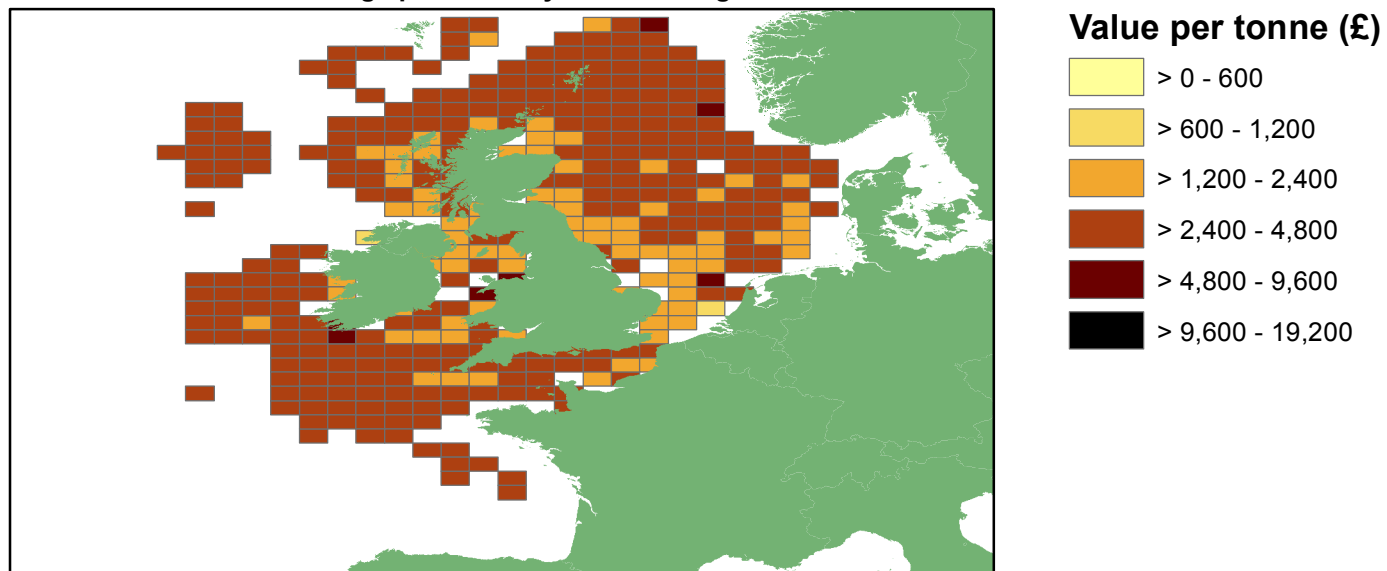 Value per tonne (£)
> 0 - 600
> 600 - 1,200
> 1,200 - 2,400
> 2,400 - 4,800
> 4,800 - 9,600
> 9,600 - 19,200